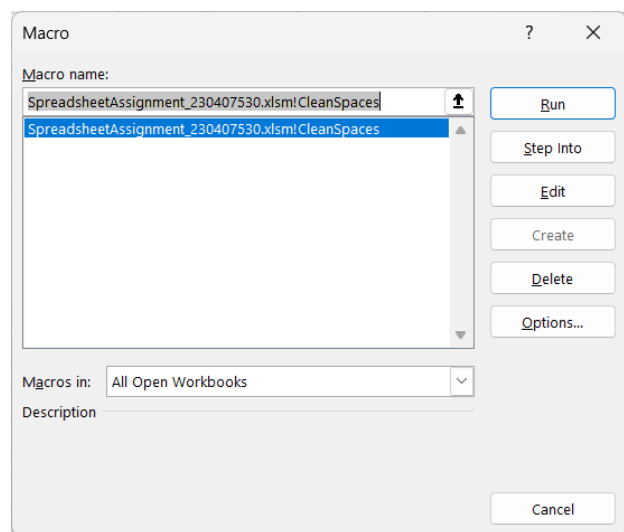 Macro
?
Macro name:
SpreadsheetAssignment_230407530.xlsm!CleanSpaces
SpreadsheetAssignment_230407530.xlsm!CleanSpaces
Run
Step Into
Edit
Create
Delete
Options...
Macros in: All Open Workbooks
Description
Cancel